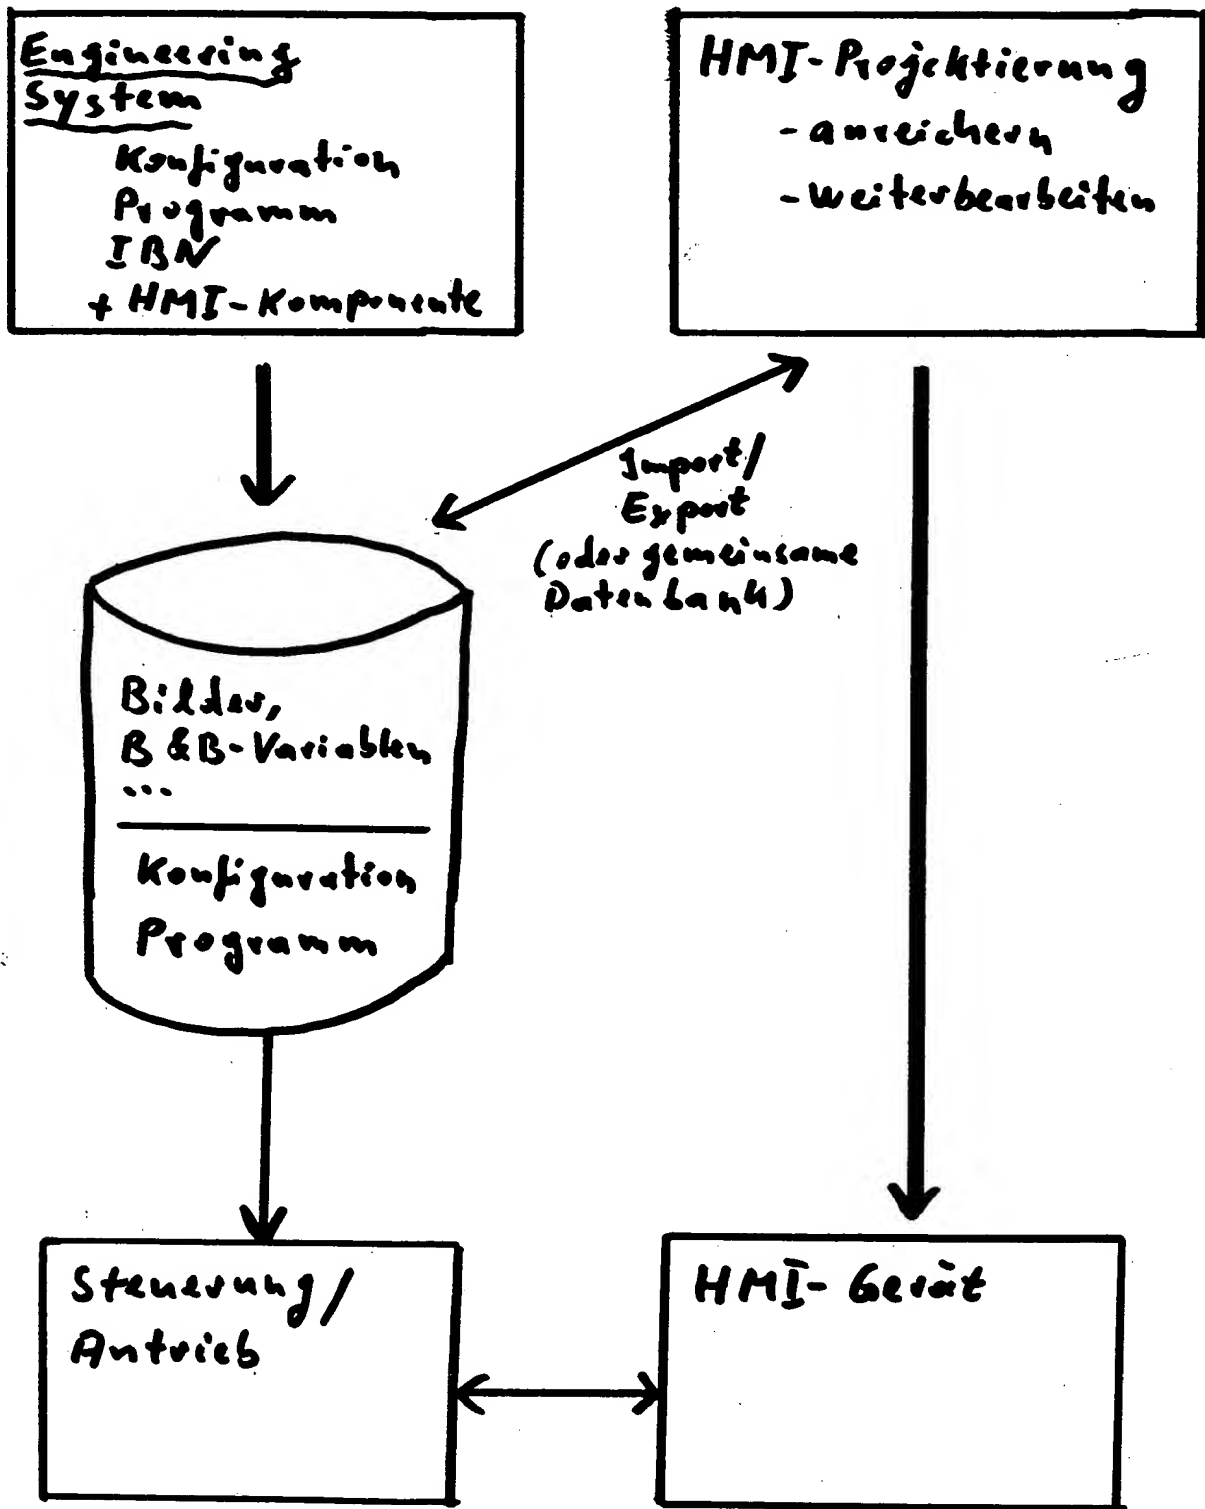 Engineering
System
Konfiguration
Programm
IBN
+ HMI-Komponente
HMI-Projektierung
- anreichern
- weiterbearbeiten
Import/
Export
(oder gemeinsame
Datenbank)
Bilder,
B&B-Variablen
...
Konfiguration
Programm
Steuerung/
Antrieb
HMI-Gerät